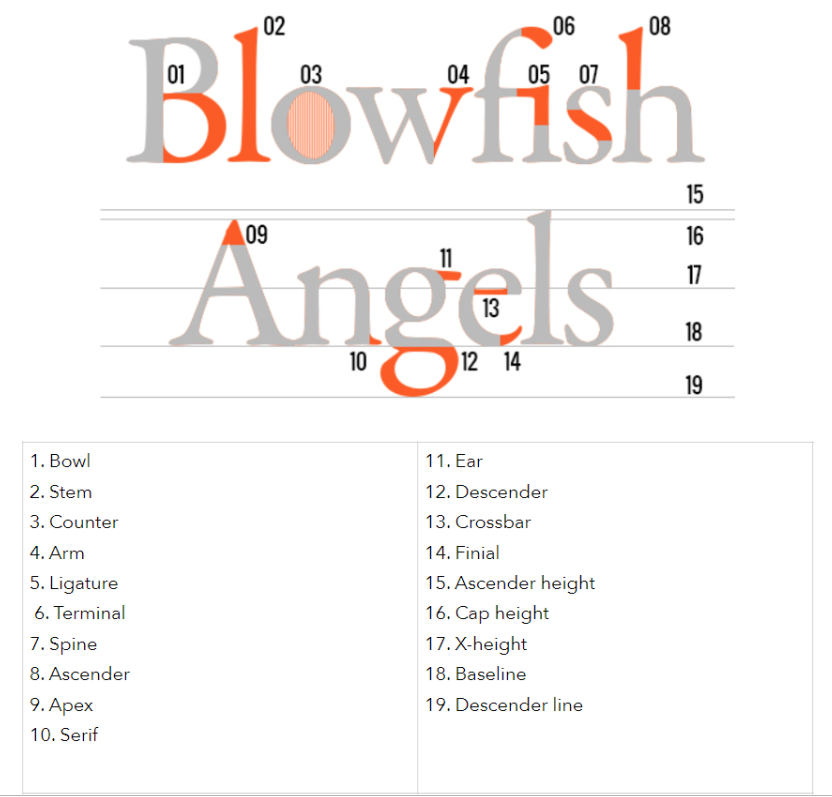 Blowfish
01
02
03
04
05
06
07
08
Angels
09
10
11
12
13
14
15
16
17
18
19
1. Bowl
2. Stem
3. Counter
4. Arm
5. Ligature
6. Terminal
7. Spine
8. Ascender
9. Apex
10. Serif
11. Ear
12. Descender
13. Crossbar
14. Finial
15. Ascender height
16. Cap height
17. X-height
18. Baseline
19. Descender line